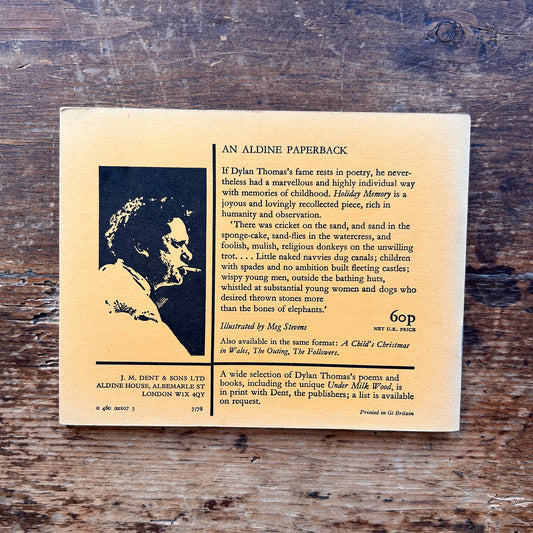 AN ALDINE PAPERBACK
If Dylan Thomas's fame rests in poetry, he never-
theless had a marvellous and highly individual way
with memories of childhood. Holiday Memory is a
joyous and lovingly recollected piece, rich in
humanity and observation.
'There was cricket on the sand, and sand in the
sponge-cake, sand-flies in the watercress, and
foolish, mulish, religious donkeys on the unwilling
trot. . . . Little naked navvies dug canals; children
with spades and no ambition built fleeting castles;
wispy young men, outside the bathing huts,
whistled at substantial young women and dogs who
desired thrown stones more
than the bones of elephants.'
60p
NET U.K. PRICE
Illustrated by Meg Stevens
Also available in the same format: A Child's Christmas
in Wales, The Outing, The Followers.
J. M. DENT & SONS LTD
ALDINE HOUSE, ALBEMARLE ST
LONDON W1X 4QY
0 460 02207 5 7/78
A wide selection of Dylan Thomas's poems and
books, including the unique Under Milk Wood, is
in print with Dent, the publishers; a list is available
on request.
Printed in Gt Britain